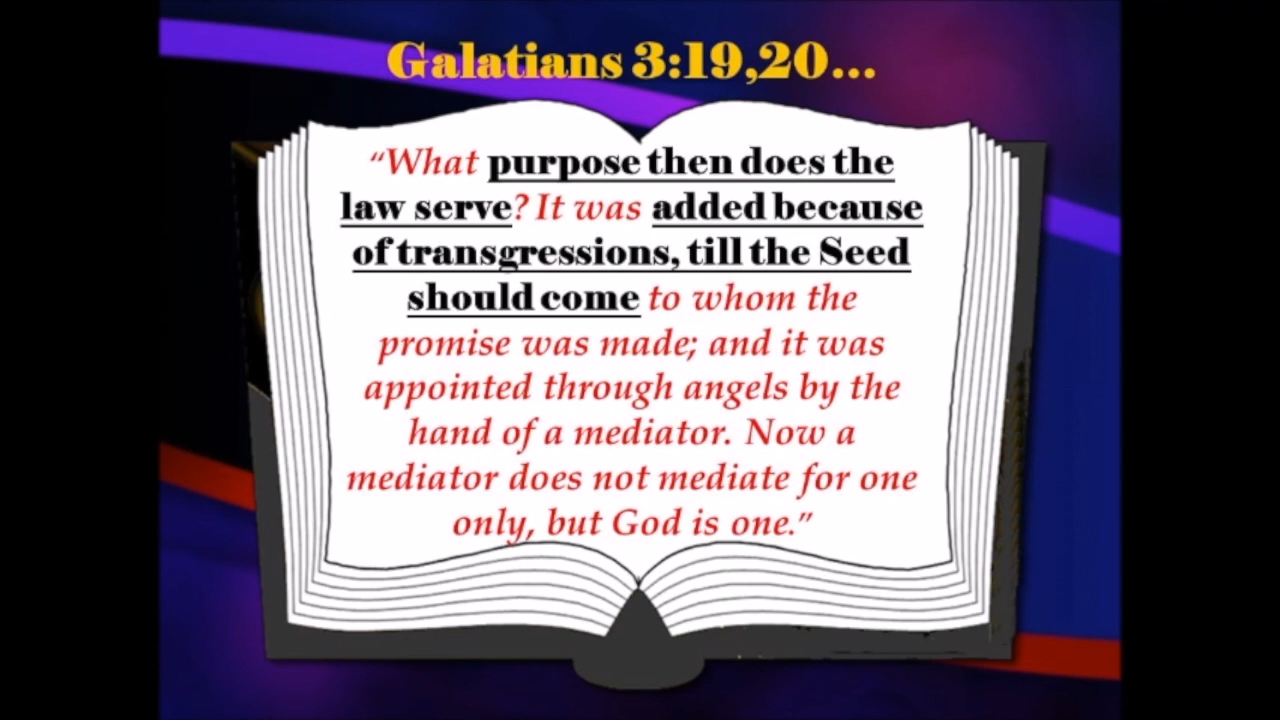 Galatians 3:19,20...
“What purpose then does the
law serve? It was added because
of transgressions, till the Seed
should come to whom the
promise was made; and it was
appointed through angels by the
hand of a mediator. Now a
mediator does not mediate for one
only, but God is one.”